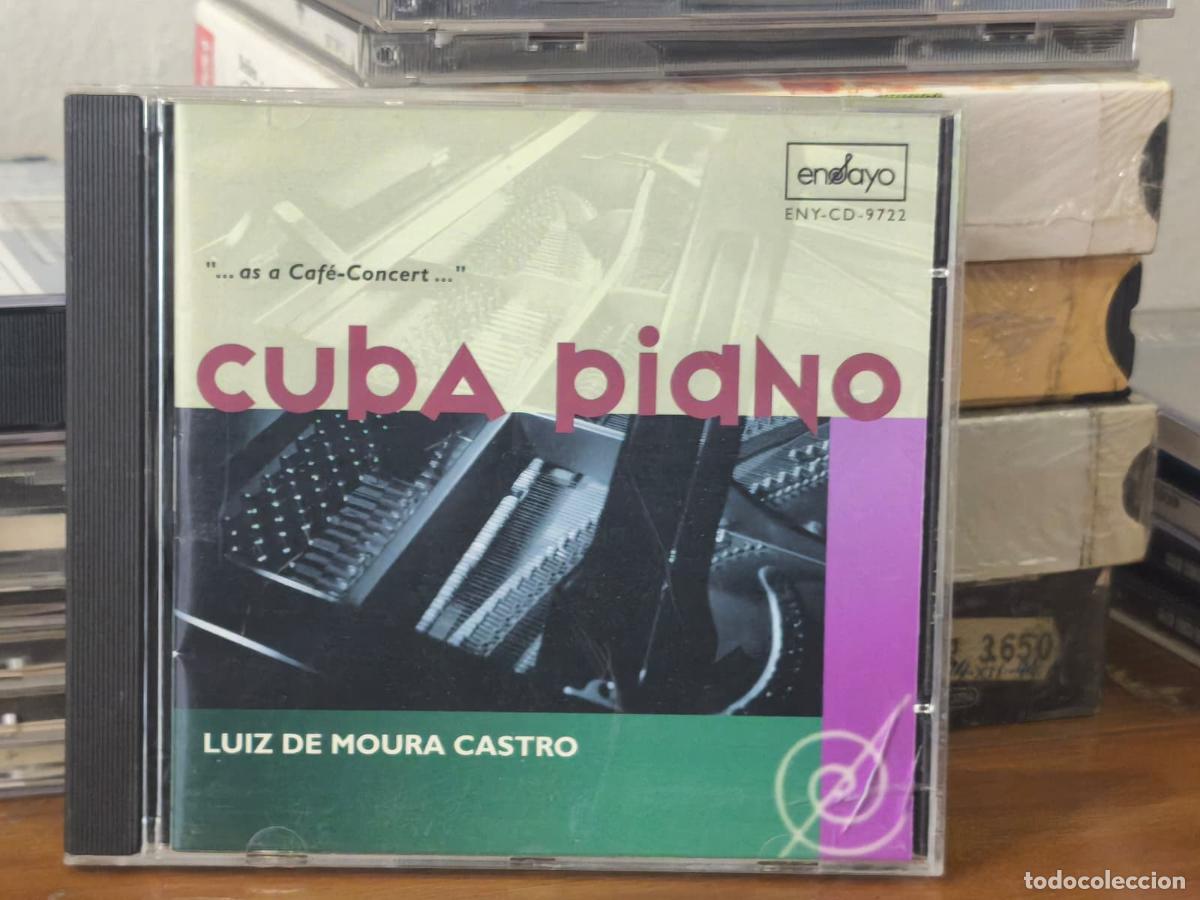 ensayo
ENY-CD-9722
"... as a Café-Concert ..."
cubA piaNo
LUIZ DE MOURA CASTRO
3650
todocoleccion